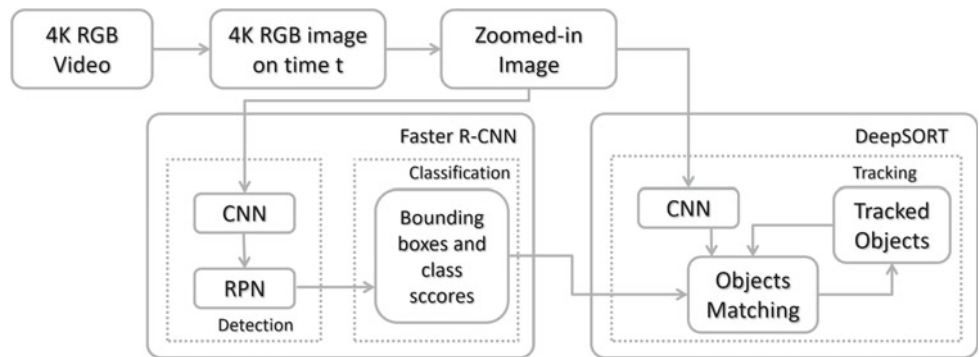 4K RGB
Video
4K RGB image
on time t
Zoomed-in
Image
Faster R-CNN
Classification
CNN
RPN
Detection
Bounding
boxes and
class
sccores
DeepSORT
Tracking
CNN
Tracked
Objects
Objects
Matching